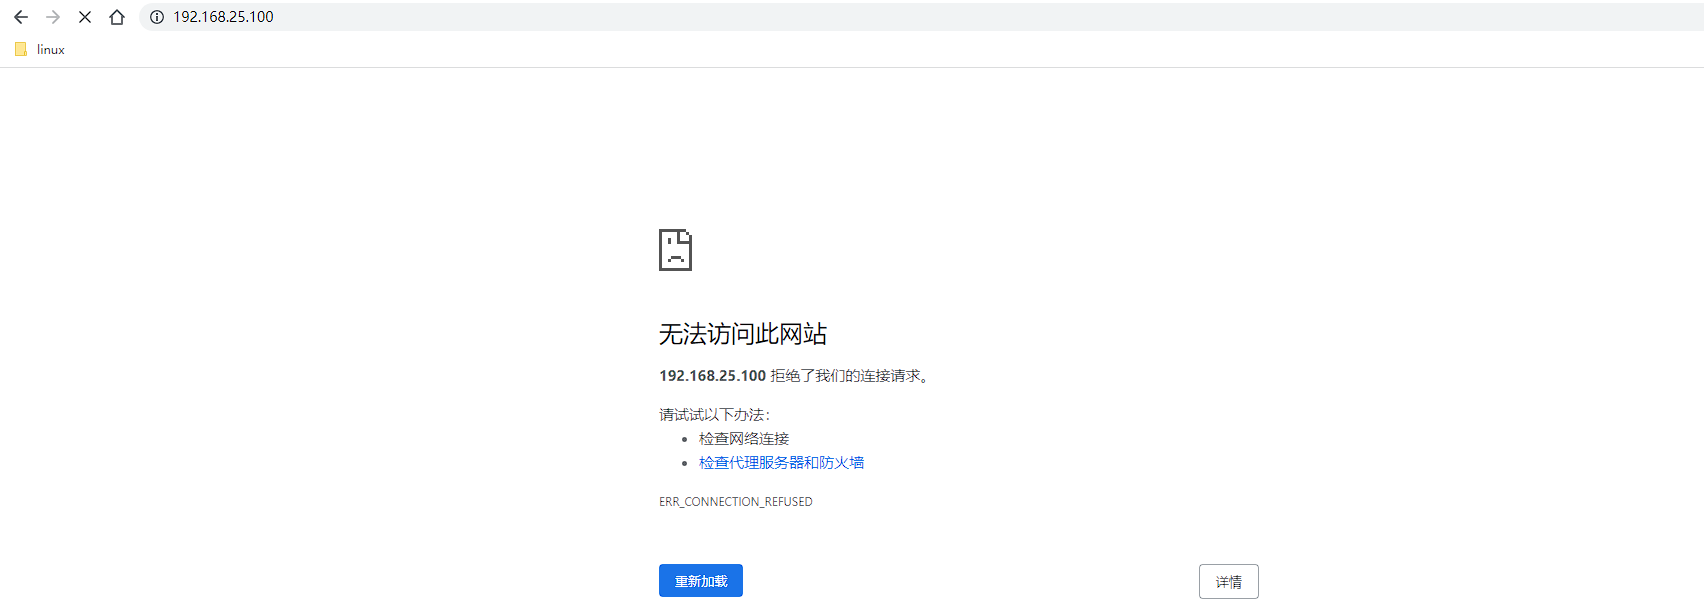 192.168.25.100
linux
无法访问此网站
192.168.25.100 拒绝了我们的连接请求。
请试试以下办法：
检查网络连接
检查代理服务器和防火墙
ERR_CONNECTION_REFUSED
重新加载
详情